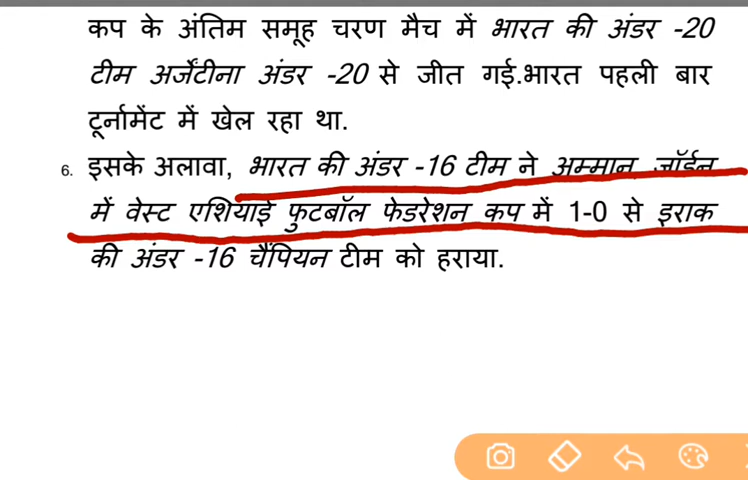 कप के अंतिम समूह चरण मैच में भारत की अंडर -20
टीम अर्जेंटीना अंडर -20 से जीत गई.भारत पहली बार
टूर्नामेंट में खेल रहा था.
6. इसके अलावा, भारत की अंडर -16 टीम ने अम्मान, जॉर्डन
में वेस्ट एशियाई फुटबॉल फेडरेशन कप में 1-0 से इराक
की अंडर -16 चैंपियन टीम को हराया.